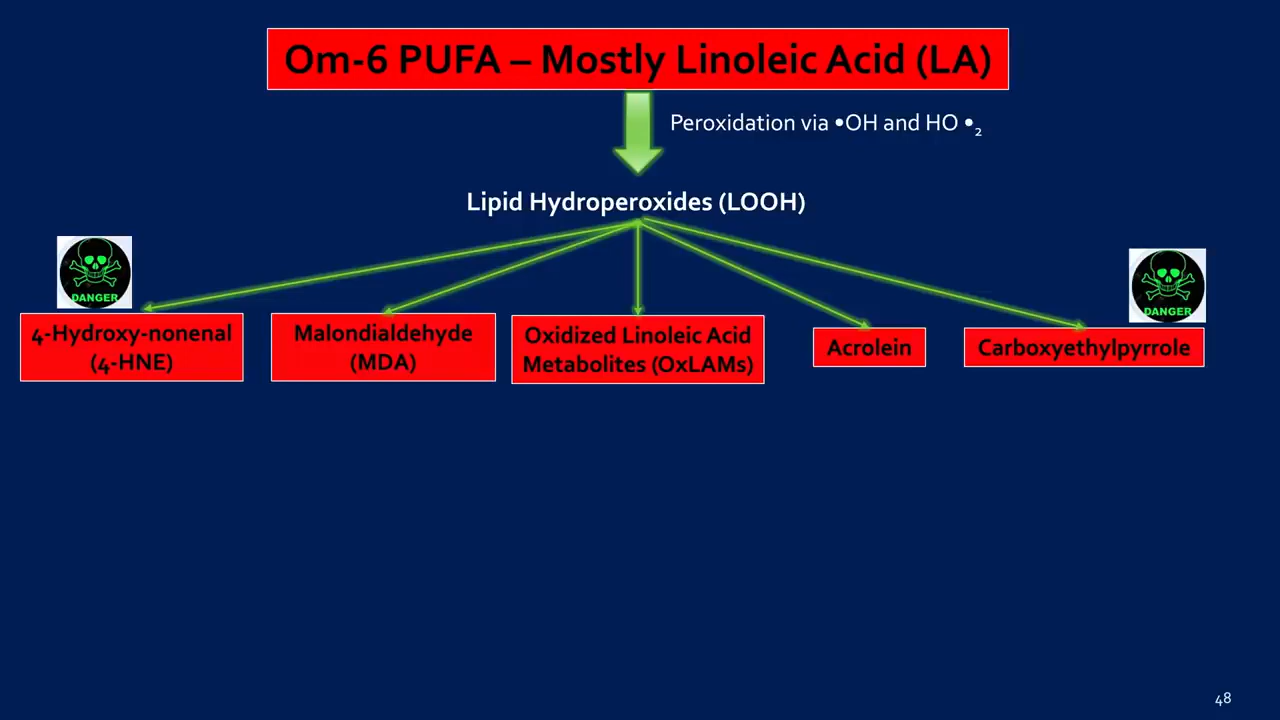 Om-6 PUFA – Mostly Linoleic Acid (LA)
Peroxidation via •OH and HO •₂
Lipid Hydroperoxides (LOOH)
DANGER
DANGER
4-Hydroxy-nonenal
(4-HNE)
Malondialdehyde
(MDA)
Oxidized Linoleic Acid
Metabolites (OxLAMs)
Acrolein
Carboxyethylpyrrole
48